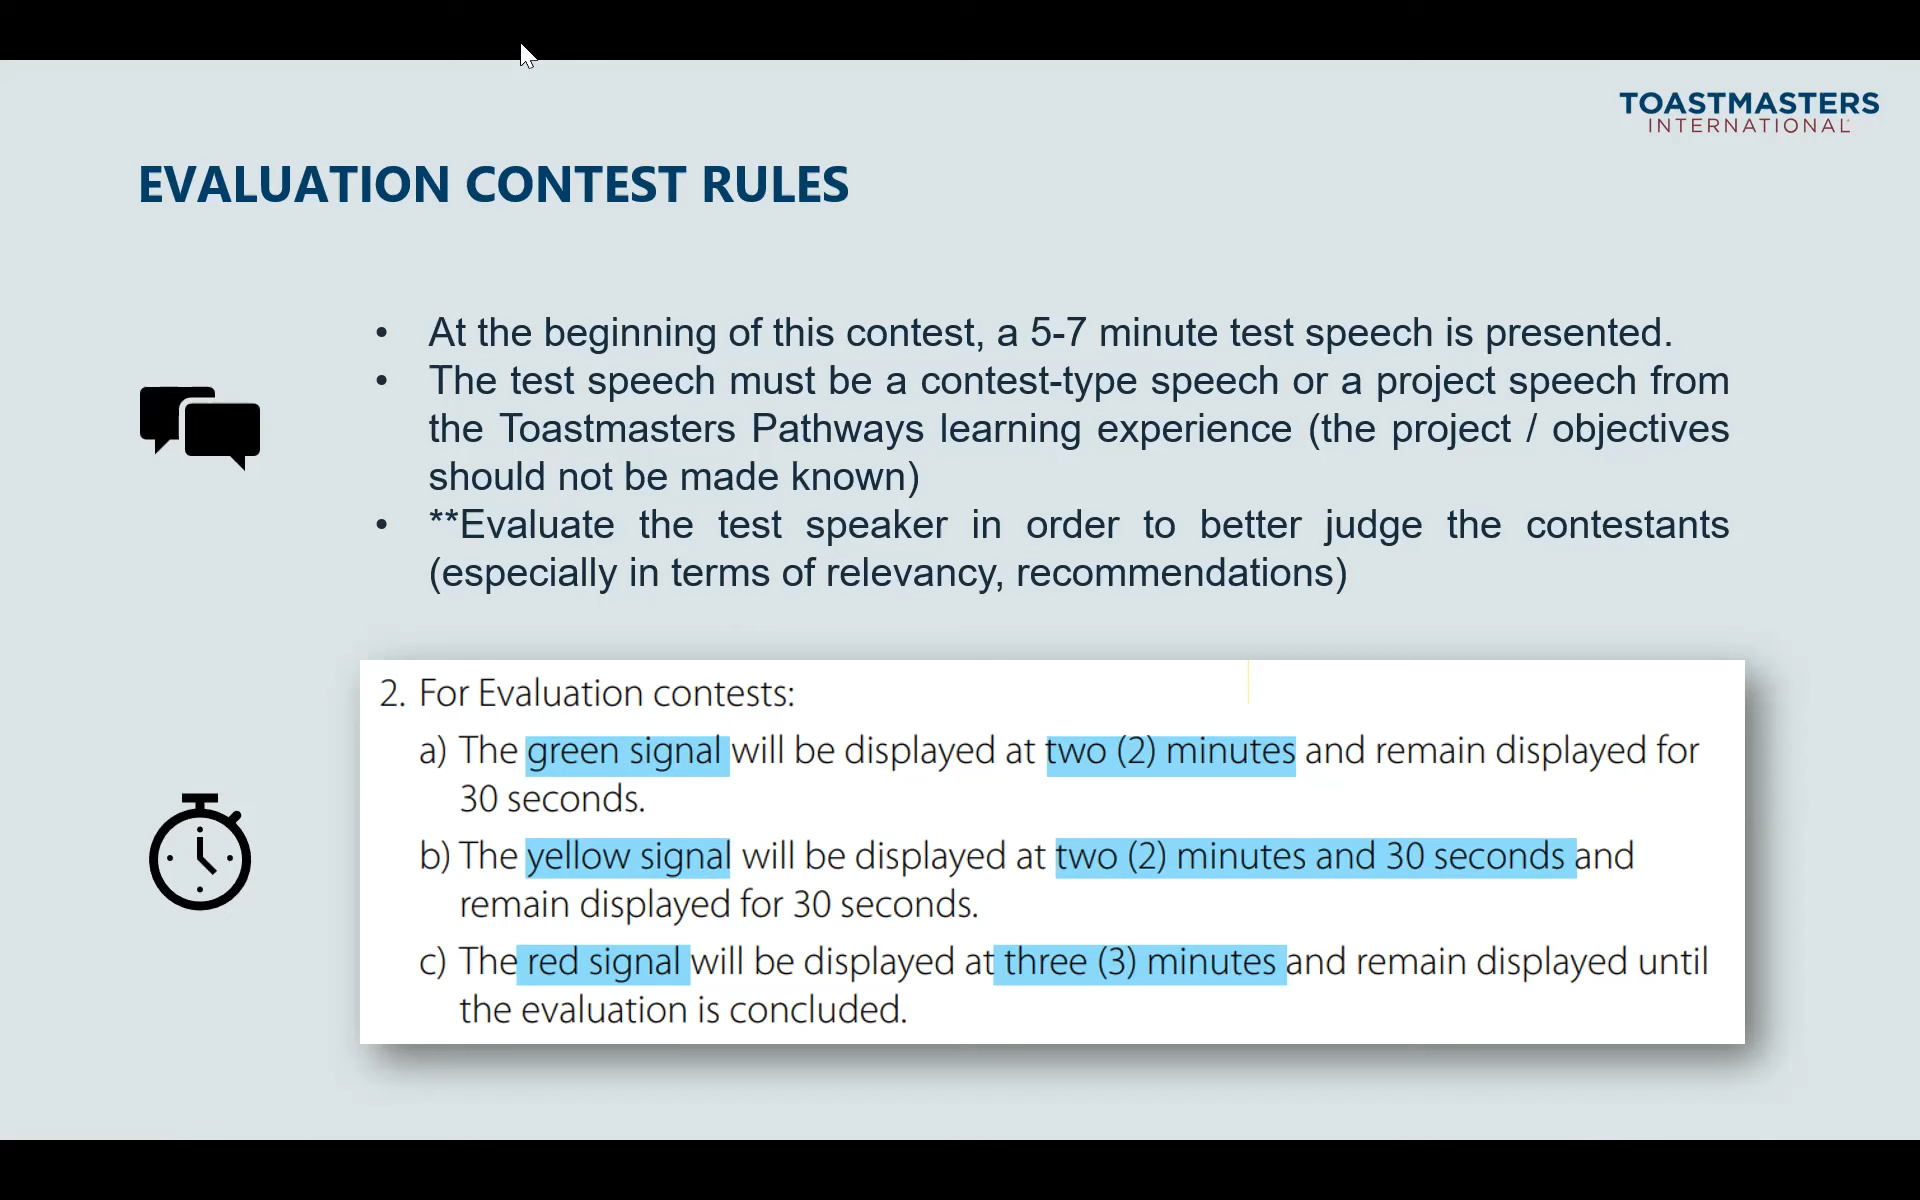 TOASTMASTERS
INTERNATIONAL
EVALUATION CONTEST RULES
• At the beginning of this contest, a 5-7 minute test speech is presented.
• The test speech must be a contest-type speech or a project speech from
the Toastmasters Pathways learning experience (the project / objectives
should not be made known)
• **Evaluate the test speaker in order to better judge the contestants
(especially in terms of relevancy, recommendations)
2. For Evaluation contests:
a) The green signal will be displayed at two (2) minutes and remain displayed for
30 seconds.
b) The yellow signal will be displayed at two (2) minutes and 30 seconds and
remain displayed for 30 seconds.
c) The red signal will be displayed at three (3) minutes and remain displayed until
the evaluation is concluded.